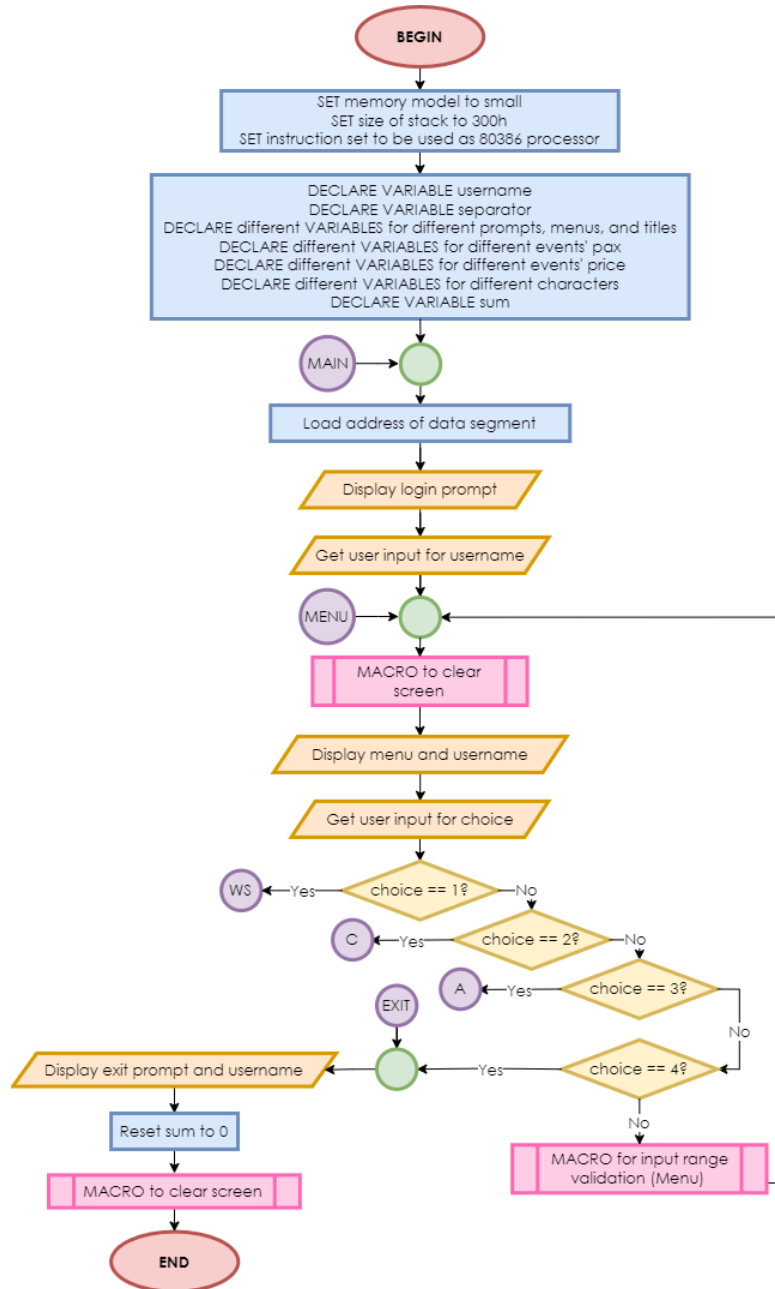 BEGIN
SET memory model to small
SET size of stack to 300h
SET instruction set to be used as 80386 processor
DECLARE VARIABLE username
DECLARE VARIABLE separator
DECLARE different VARIABLES for different prompts, menus, and titles
DECLARE different VARIABLES for different events' pax
DECLARE different VARIABLES for different events' price
DECLARE different VARIABLES for different characters
DECLARE VARIABLE sum
MAIN
Load address of data segment
Display login prompt
Get user input for username
MENU
MACRO to clear
screen
Display menu and username
Get user input for choice
WS
Yes
choice == 1?
No
C
Yes
choice == 2?
No
A
Yes
choice == 3?
No
EXIT
Display exit prompt and username
Yes
choice == 4?
No
Reset sum to 0
MACRO for input range
validation (Menu)
MACRO to clear screen
END